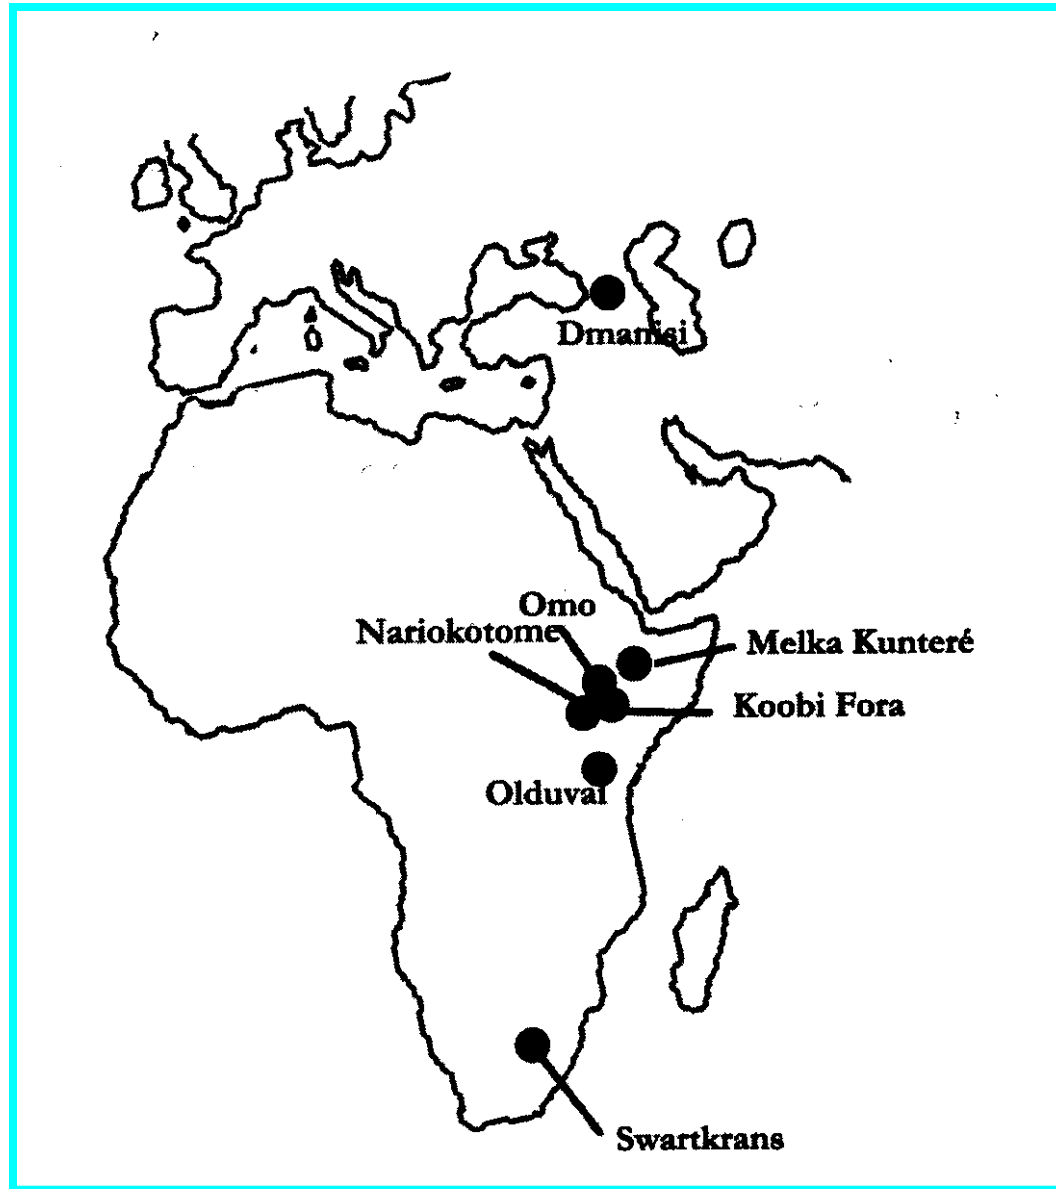 Dmanisi
Omo
Nariokotome
Melka Kunteré
Koobi Fora
Olduvai
Swartkrans